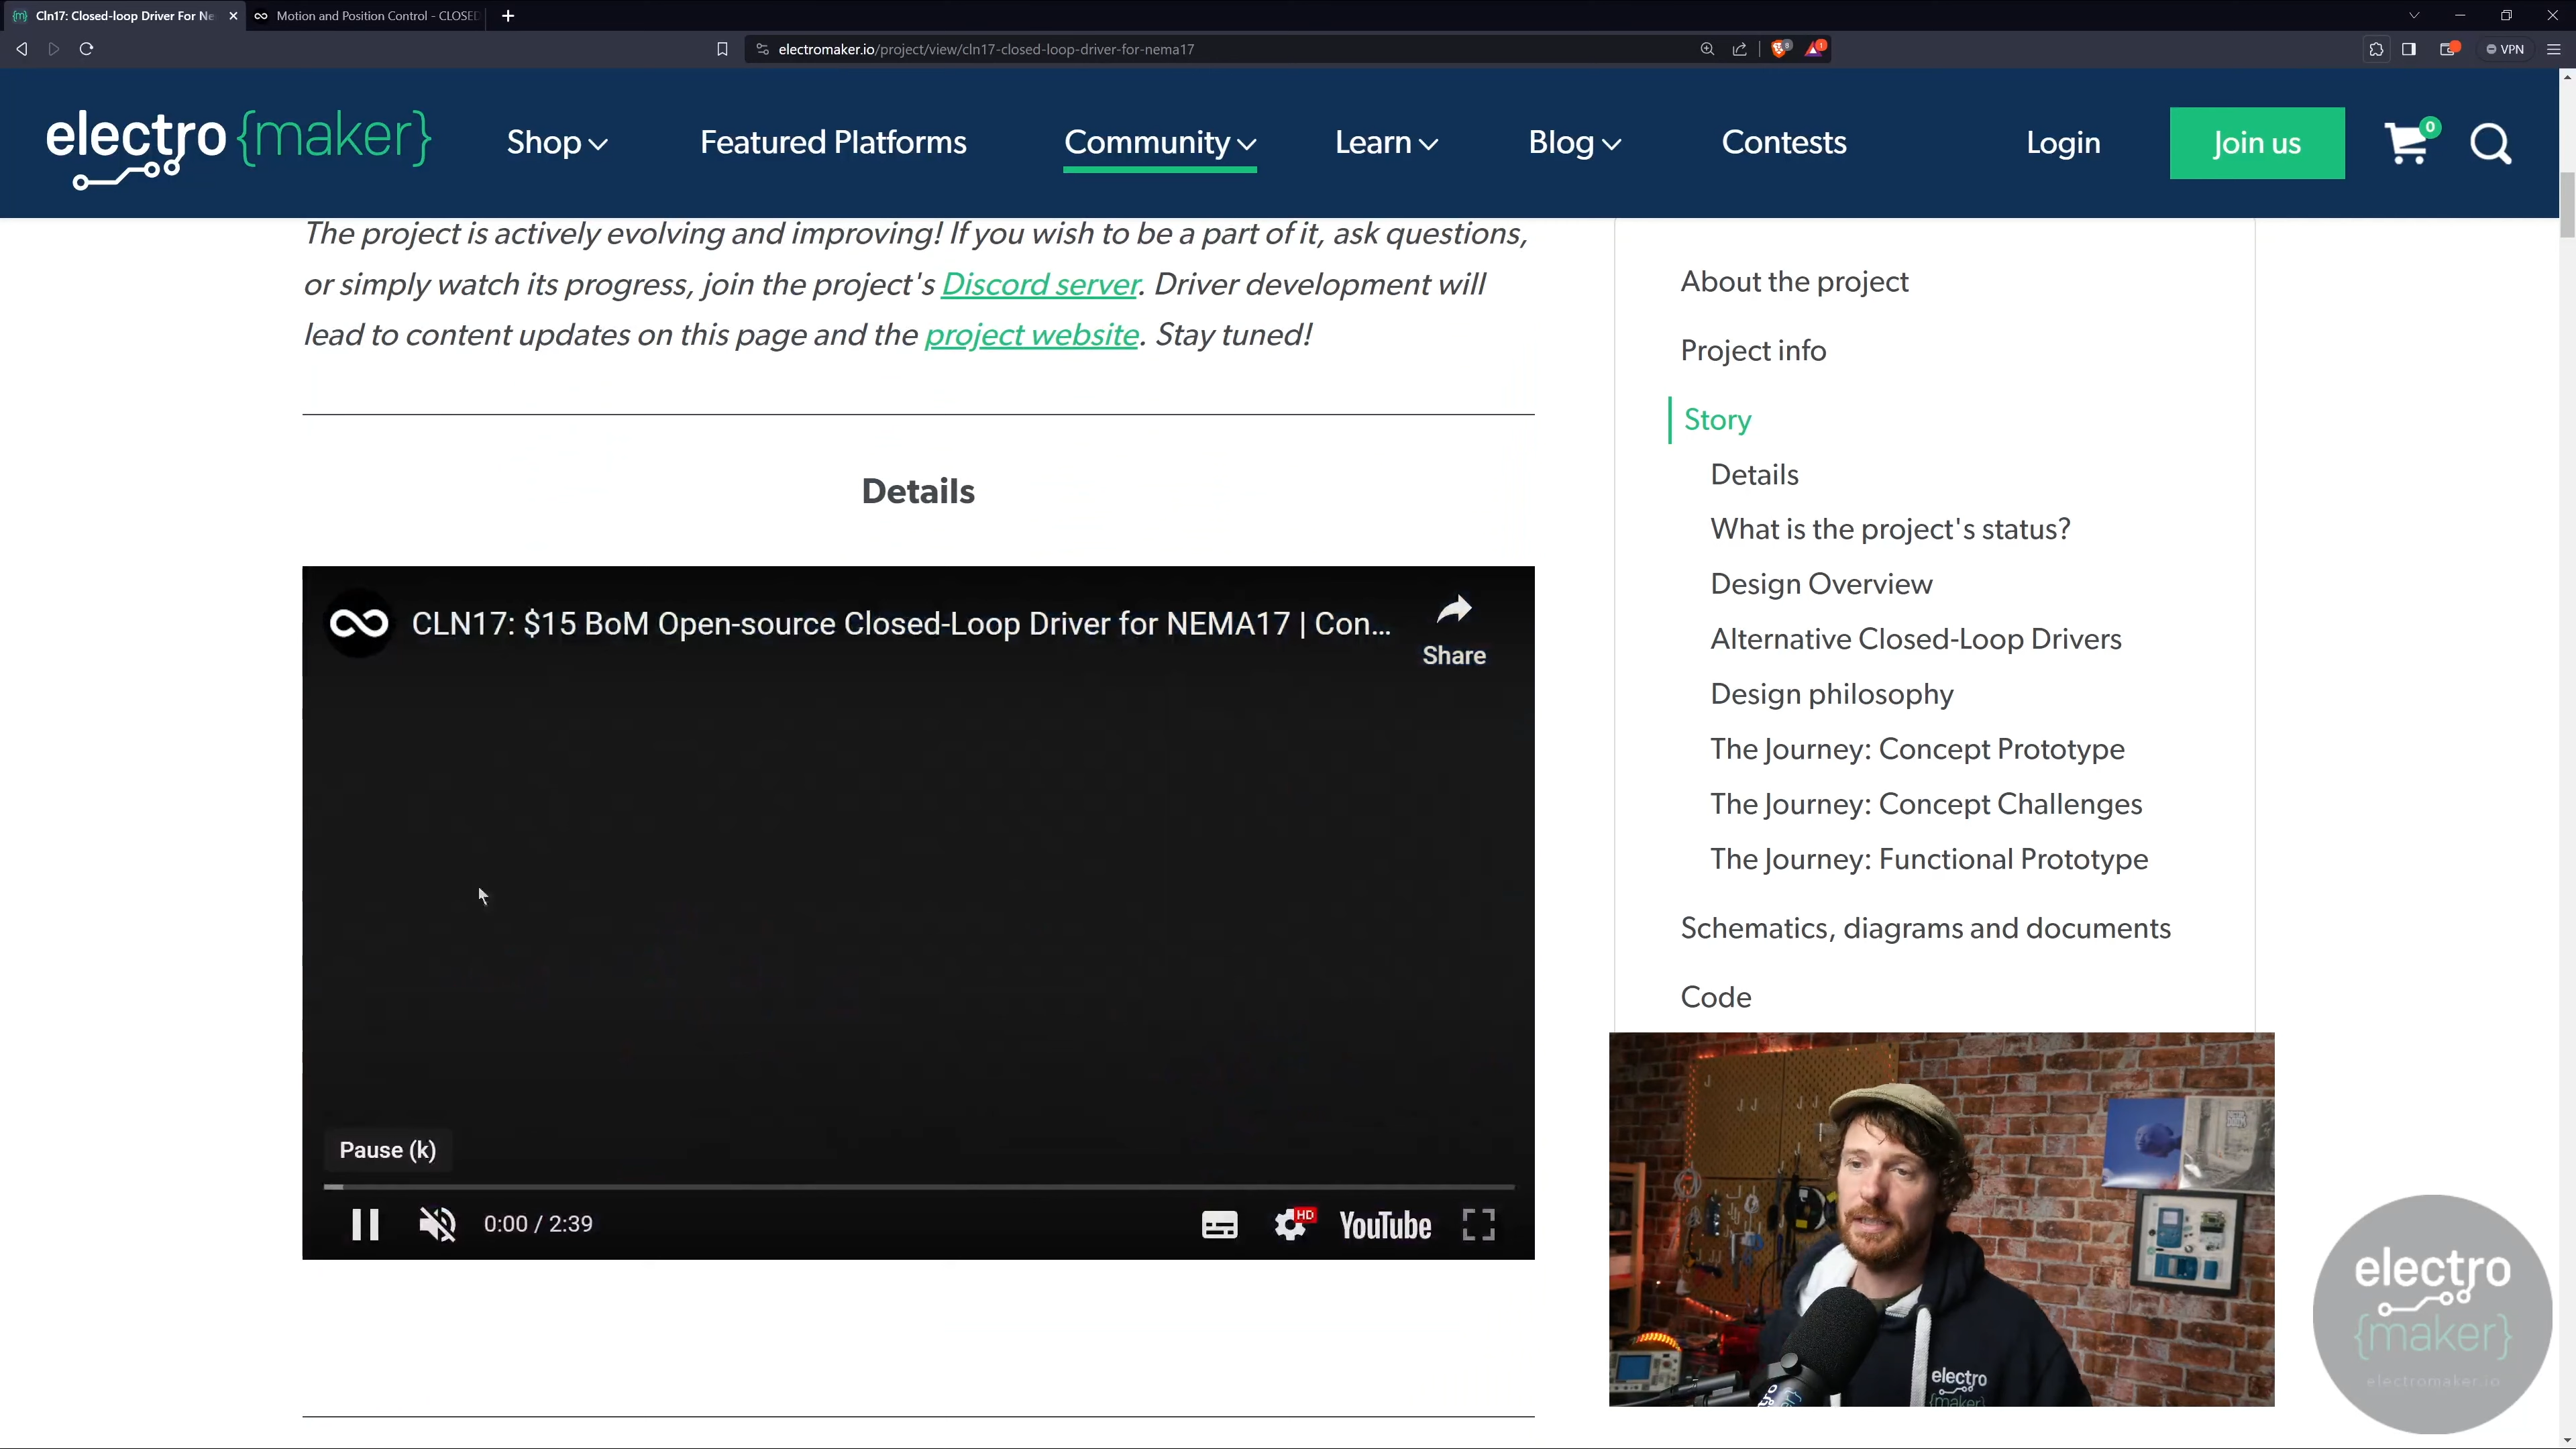 Cln17: Closed-loop Driver For Ne
Motion and Position Control - CLOSED
electromaker.io/project/view/cln17-closed-loop-driver-for-nema17
8
1
VPN
electro {maker}
Shop
Featured Platforms
Community
Learn
Blog
Contests
Login
Join us
0
The project is actively evolving and improving! If you wish to be a part of it, ask questions,
or simply watch its progress, join the project's Discord server. Driver development will
lead to content updates on this page and the project website. Stay tuned!
Details
CLN17: $15 BoM Open-source Closed-Loop Driver for NEMA17 | Con...
Share
Pause (k)
0:00 / 2:39
HD
YouTube
About the project
Project info
Story
Details
What is the project's status?
Design Overview
Alternative Closed-Loop Drivers
Design philosophy
The Journey: Concept Prototype
The Journey: Concept Challenges
The Journey: Functional Prototype
Schematics, diagrams and documents
Code
electro
{maker}
electro
{maker}
electromaker.io